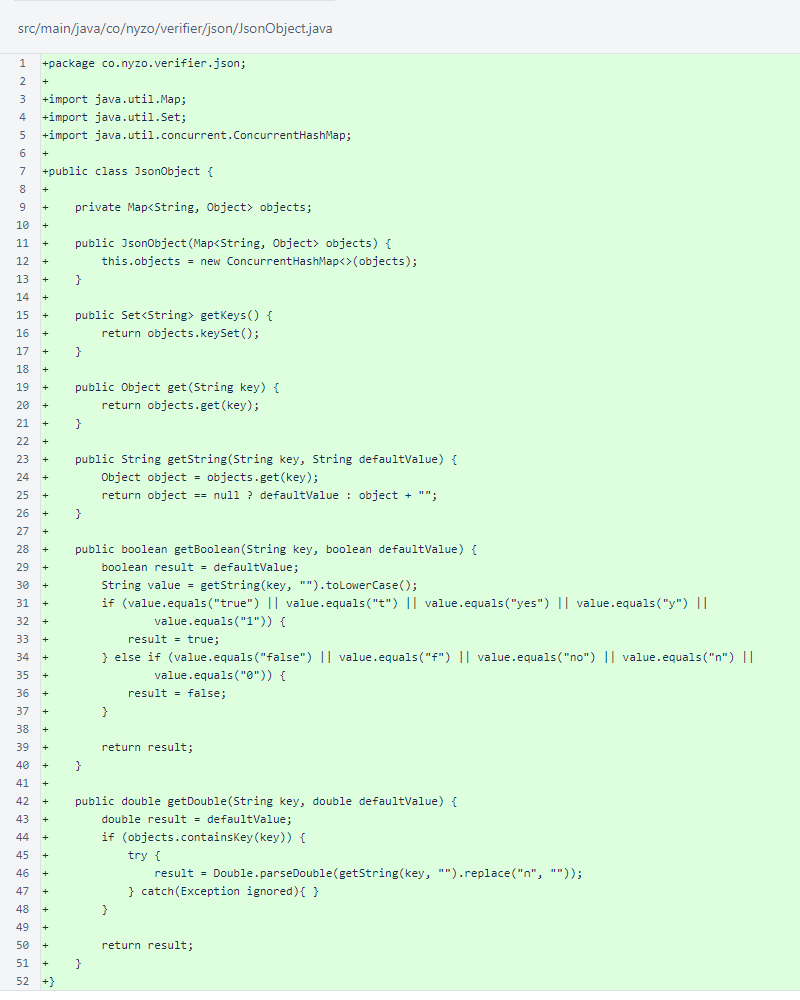 src/main/java/co/nyzo/verifier/json/JsonObject.java
1 +package co.nyzo.verifier.json;
2 +
3 +import java.util.Map;
4 +import java.util.Set;
5 +import java.util.concurrent.ConcurrentHashMap;
6 +
7 +public class JsonObject {
8 +
9 +    private Map<String, Object> objects;
10 +
11 +    public JsonObject(Map<String, Object> objects) {
12 +        this.objects = new ConcurrentHashMap<>(objects);
13 +    }
14 +
15 +    public Set<String> getKeys() {
16 +        return objects.keySet();
17 +    }
18 +
19 +    public Object get(String key) {
20 +        return objects.get(key);
21 +    }
22 +
23 +    public String getString(String key, String defaultValue) {
24 +        Object object = objects.get(key);
25 +        return object == null ? defaultValue : object + "";
26 +    }
27 +
28 +    public boolean getBoolean(String key, boolean defaultValue) {
29 +        boolean result = defaultValue;
30 +        String value = getString(key, "").toLowerCase();
31 +        if (value.equals("true") || value.equals("t") || value.equals("yes") || value.equals("y") ||
32 +                value.equals("1")) {
33 +            result = true;
34 +        } else if (value.equals("false") || value.equals("f") || value.equals("no") || value.equals("n") ||
35 +                value.equals("0")) {
36 +            result = false;
37 +        }
38 +
39 +        return result;
40 +    }
41 +
42 +    public double getDouble(String key, double defaultValue) {
43 +        double result = defaultValue;
44 +        if (objects.containsKey(key)) {
45 +            try {
46 +                result = Double.parseDouble(getString(key, "").replace("n", ""));
47 +            } catch(Exception ignored){ }
48 +        }
49 +
50 +        return result;
51 +    }
52 +}